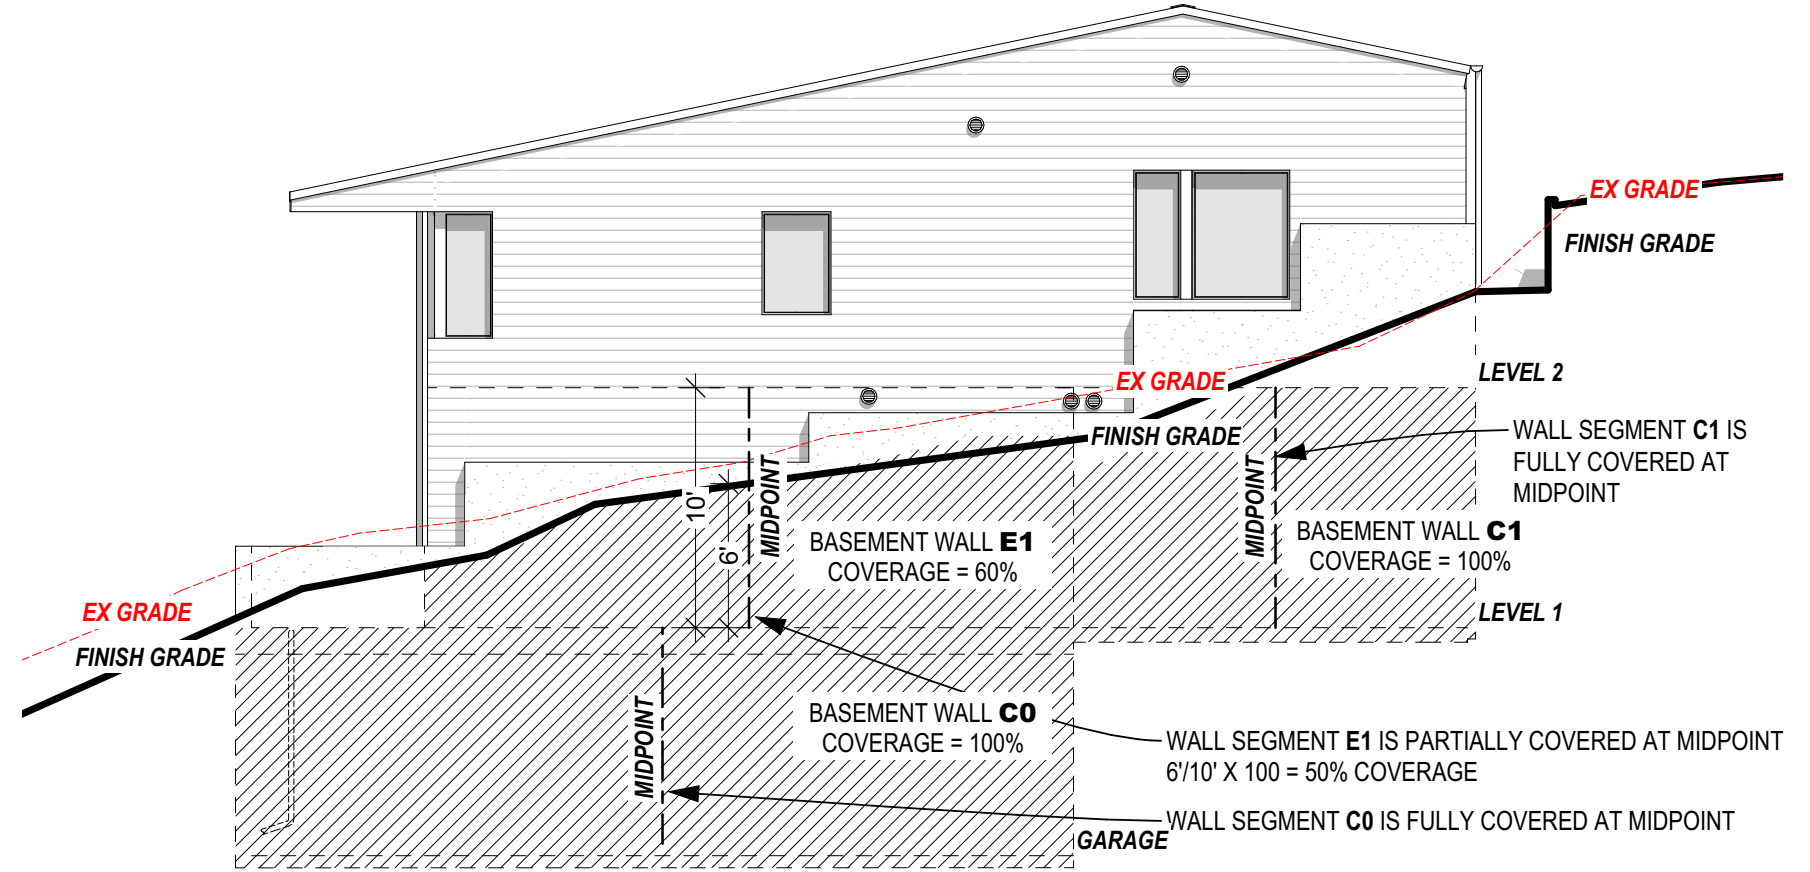 EX GRADE
FINISH GRADE
EX GRADE
LEVEL 2
FINISH GRADE
WALL SEGMENT C1 IS
FULLY COVERED AT
MIDPOINT
10'
6'
MIDPOINT
MIDPOINT
BASEMENT WALL E1
COVERAGE = 60%
BASEMENT WALL C1
COVERAGE = 100%
EX GRADE
FINISH GRADE
LEVEL 1
MIDPOINT
BASEMENT WALL C0
COVERAGE = 100%
WALL SEGMENT E1 IS PARTIALLY COVERED AT MIDPOINT
6'/10' X 100 = 50% COVERAGE
WALL SEGMENT C0 IS FULLY COVERED AT MIDPOINT
GARAGE